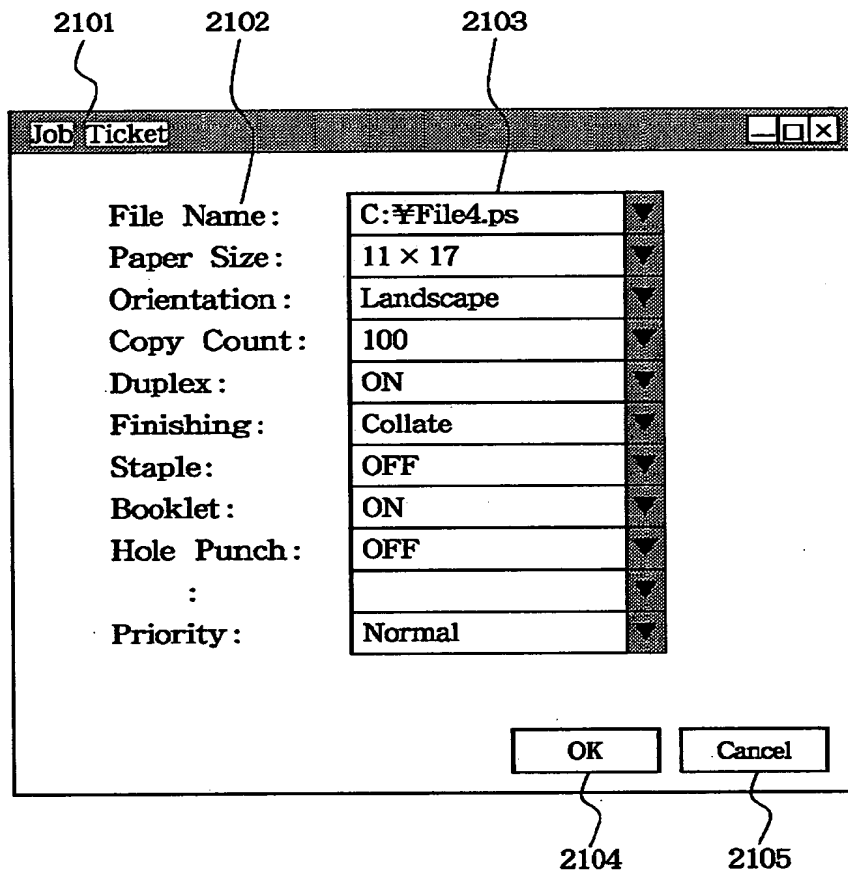 2101 2102 2103
Job Ticket
File Name: C:¥File4.ps
Paper Size: 11 × 17
Orientation: Landscape
Copy Count: 100
Duplex: ON
Finishing: Collate
Staple: OFF
Booklet: ON
Hole Punch: OFF
:
Priority: Normal
OK Cancel
2104 2105